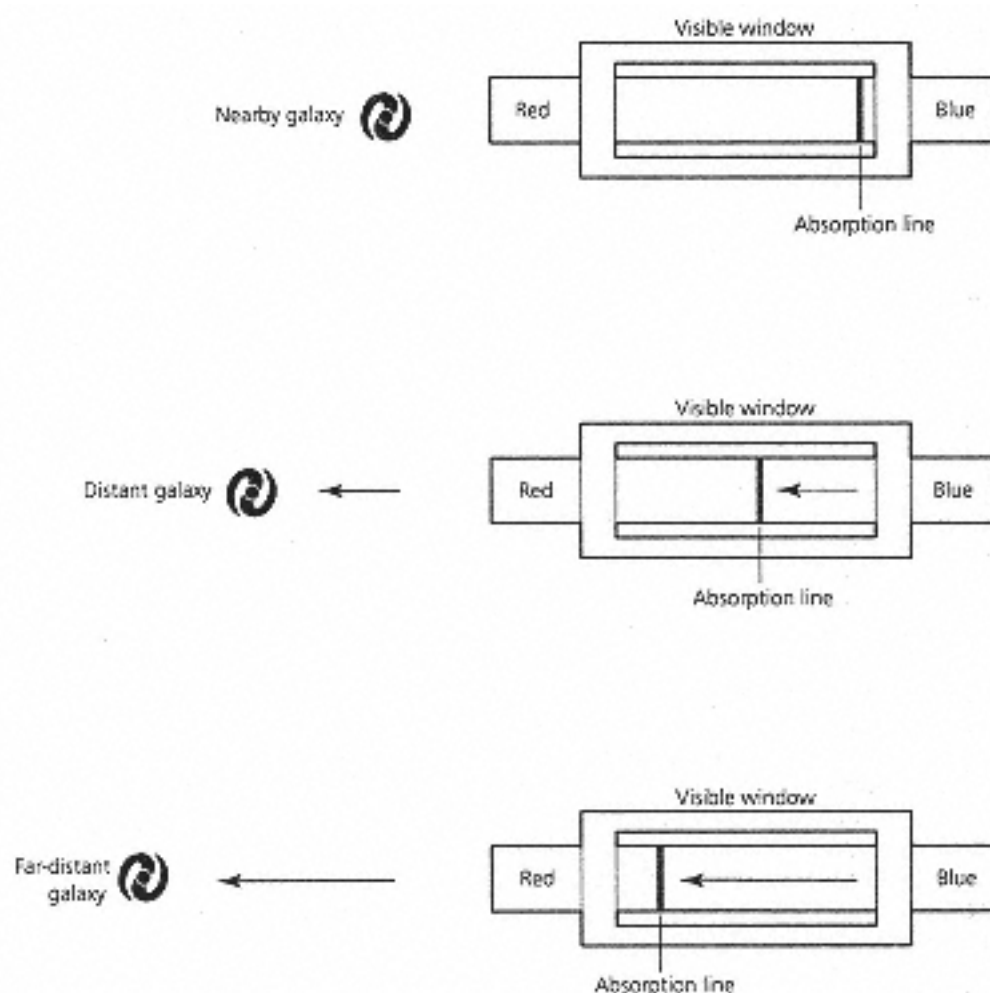 Visible window
Nearby galaxy
Red
Blue
Absorption line
Visible window
Distant galaxy
Red
Blue
Absorption line
Visible window
Far-distant
galaxy
Red
Blue
Absorption line